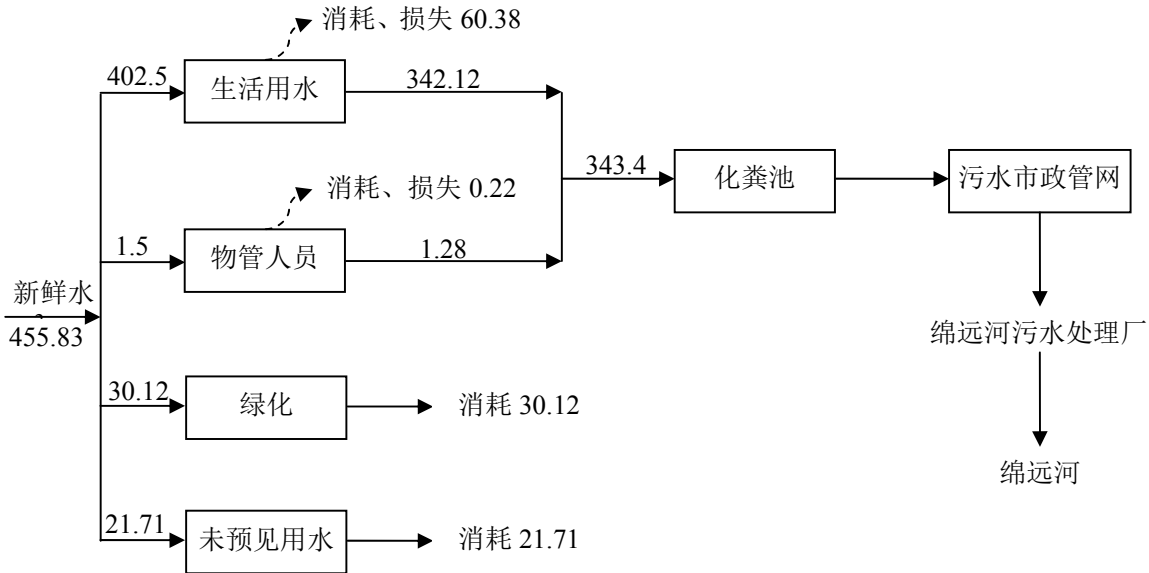 消耗、损失 60.38
402.5
生活用水
342.12
343.4
化粪池
污水市政管网
消耗、损失 0.22
1.5
物管人员
1.28
新鲜水
455.83
绵远河污水处理厂
30.12
绿化
消耗 30.12
绵远河
21.71
未预见用水
消耗 21.71